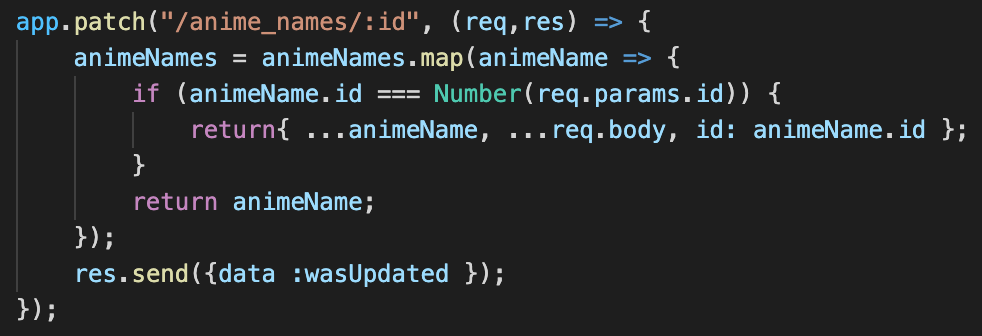 app.patch("/anime_names/:id", (req,res) => {
animeNames = animeNames.map(animeName => {
if (animeName.id === Number(req.params.id)) {
return{ ...animeName, ...req.body, id: animeName.id };
}
return animeName;
});
res.send({data :wasUpdated });
});